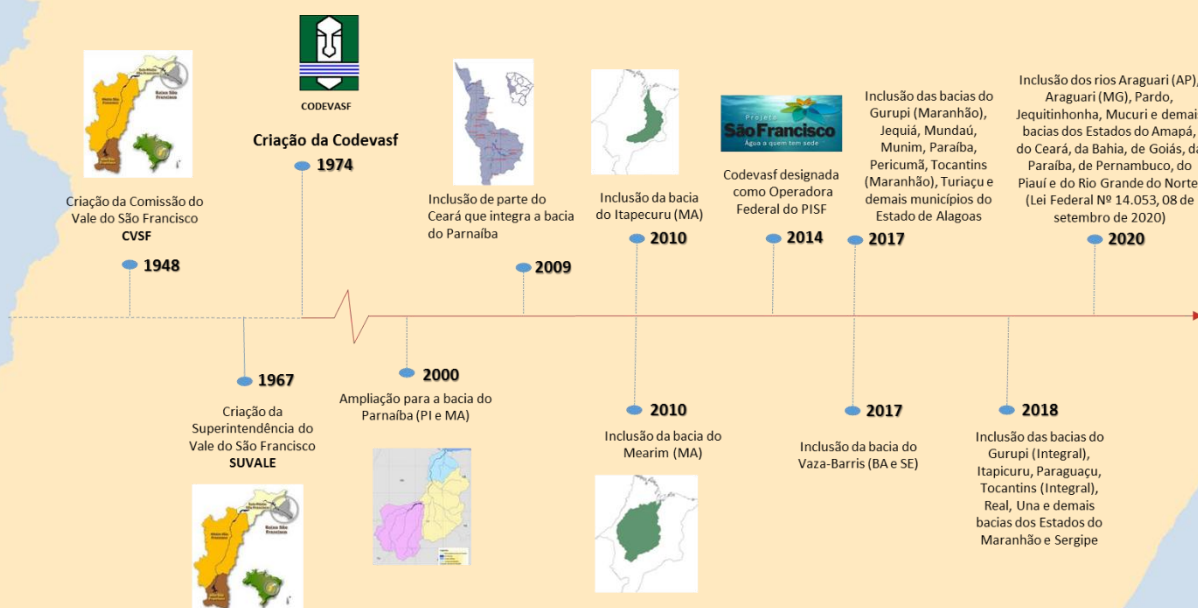 CODEVASF
Criação da Codevasf
1974
Criação da Comissão do
Vale do São Francisco
CVSF
1948
Inclusão de parte do
Ceará que integra a bacia
do Parnaíba
2009
Inclusão da bacia
do Itapecuru (MA)
2010
Projeto
São Francisco
Água a quem tem sede
Codevasf designada
como Operadora
Federal do PISF
2014
Inclusão das bacias do
Gurupi (Maranhão),
Jequiá, Mundaú,
Munim, Paraíba,
Pericumã, Tocantins
(Maranhão), Turiaçu e
demais municípios do
Estado de Alagoas
2017
Inclusão dos rios Araguari (AP),
Araguari (MG), Pardo,
Jequitinhonha, Mucuri e demais
bacias dos Estados do Amapá,
do Ceará, da Bahia, de Goiás, da
Paraíba, de Pernambuco, do
Piauí e do Rio Grande do Norte
(Lei Federal Nº 14.053, 08 de
setembro de 2020)
2020
1967
Criação da
Superintendência do
Vale do São Francisco
SUVALE
2000
Ampliação para a bacia do
Parnaíba (PI e MA)
2010
Inclusão da bacia do
Mearim (MA)
2017
Inclusão da bacia do
Vaza-Barris (BA e SE)
2018
Inclusão das bacias do
Gurupi (Integral),
Itapicuru, Paraguaçu,
Tocantins (Integral),
Real, Una e demais
bacias dos Estados do
Maranhão e Sergipe